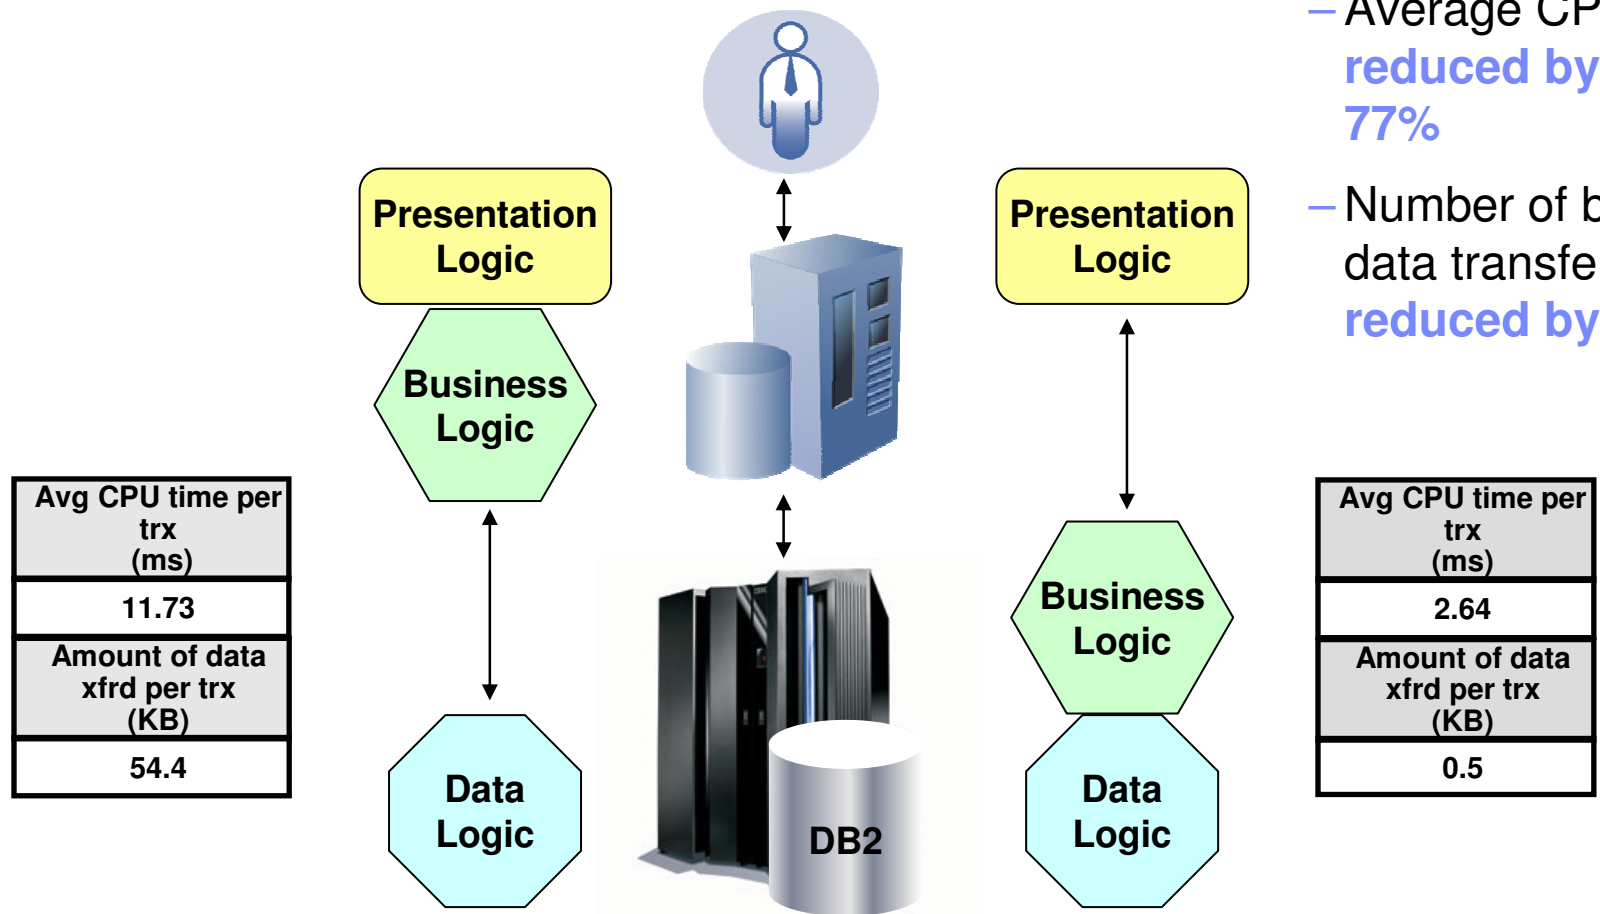 – Average CP
reduced by
77%
– Number of b
data transfe
reduced by
Presentation
Logic
Business
Logic
Data
Logic
Avg CPU time per
trx
(ms)
11.73
Amount of data
xfrd per trx
(KB)
54.4
DB2
Presentation
Logic
Business
Logic
Data
Logic
Avg CPU time per
trx
(ms)
2.64
Amount of data
xfrd per trx
(KB)
0.5